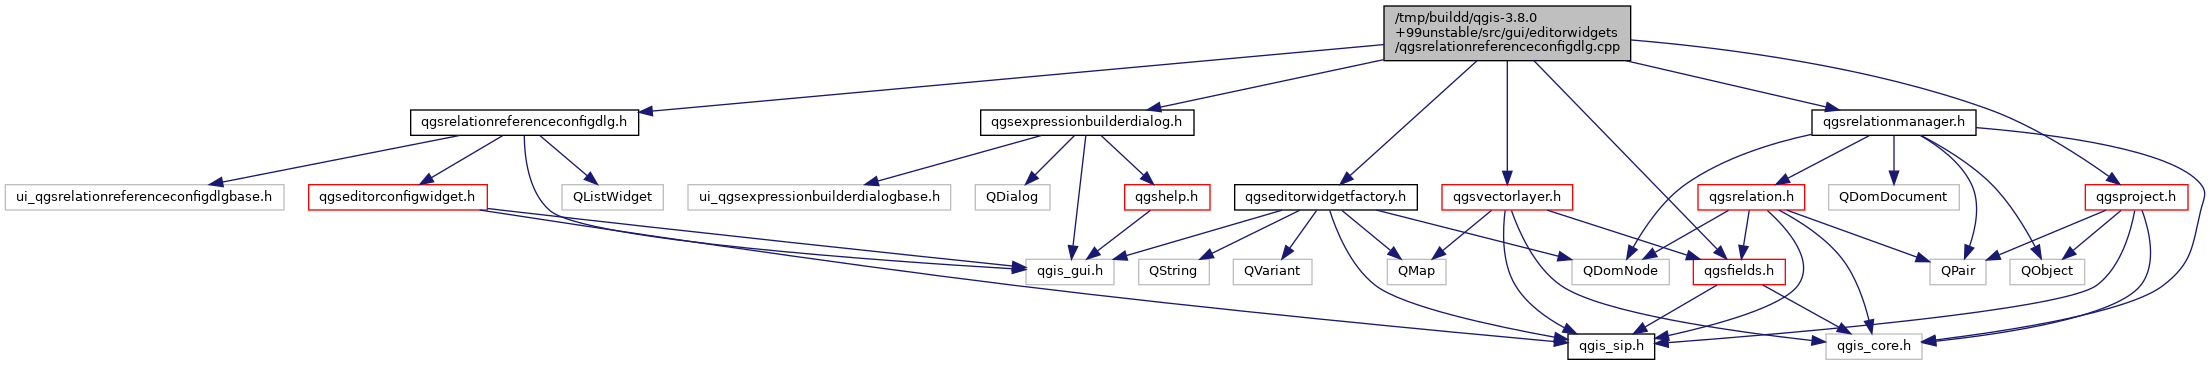 /tmp/buildd/qgis-3.8.0
+99unstable/src/gui/editorwidgets
/qgsrelationreferenceconfigdlg.cpp
qgsrelationreferenceconfigdlg.h
qgsexpressionbuilderdialog.h
qgsrelationmanager.h
ui_qgsrelationreferenceconfigdlgbase.h
qgseditorconfigwidget.h
QListWidget
ui_qgsexpressionbuilderdialogbase.h
QDialog
qgshelp.h
qgseditorwidgetfactory.h
qgsvectorlayer.h
qgsrelation.h
QDomDocument
qgsproject.h
qgis_gui.h
QString
QVariant
QMap
QDomNode
qgsfields.h
QPair
QObject
qgis_sip.h
qgis_core.h